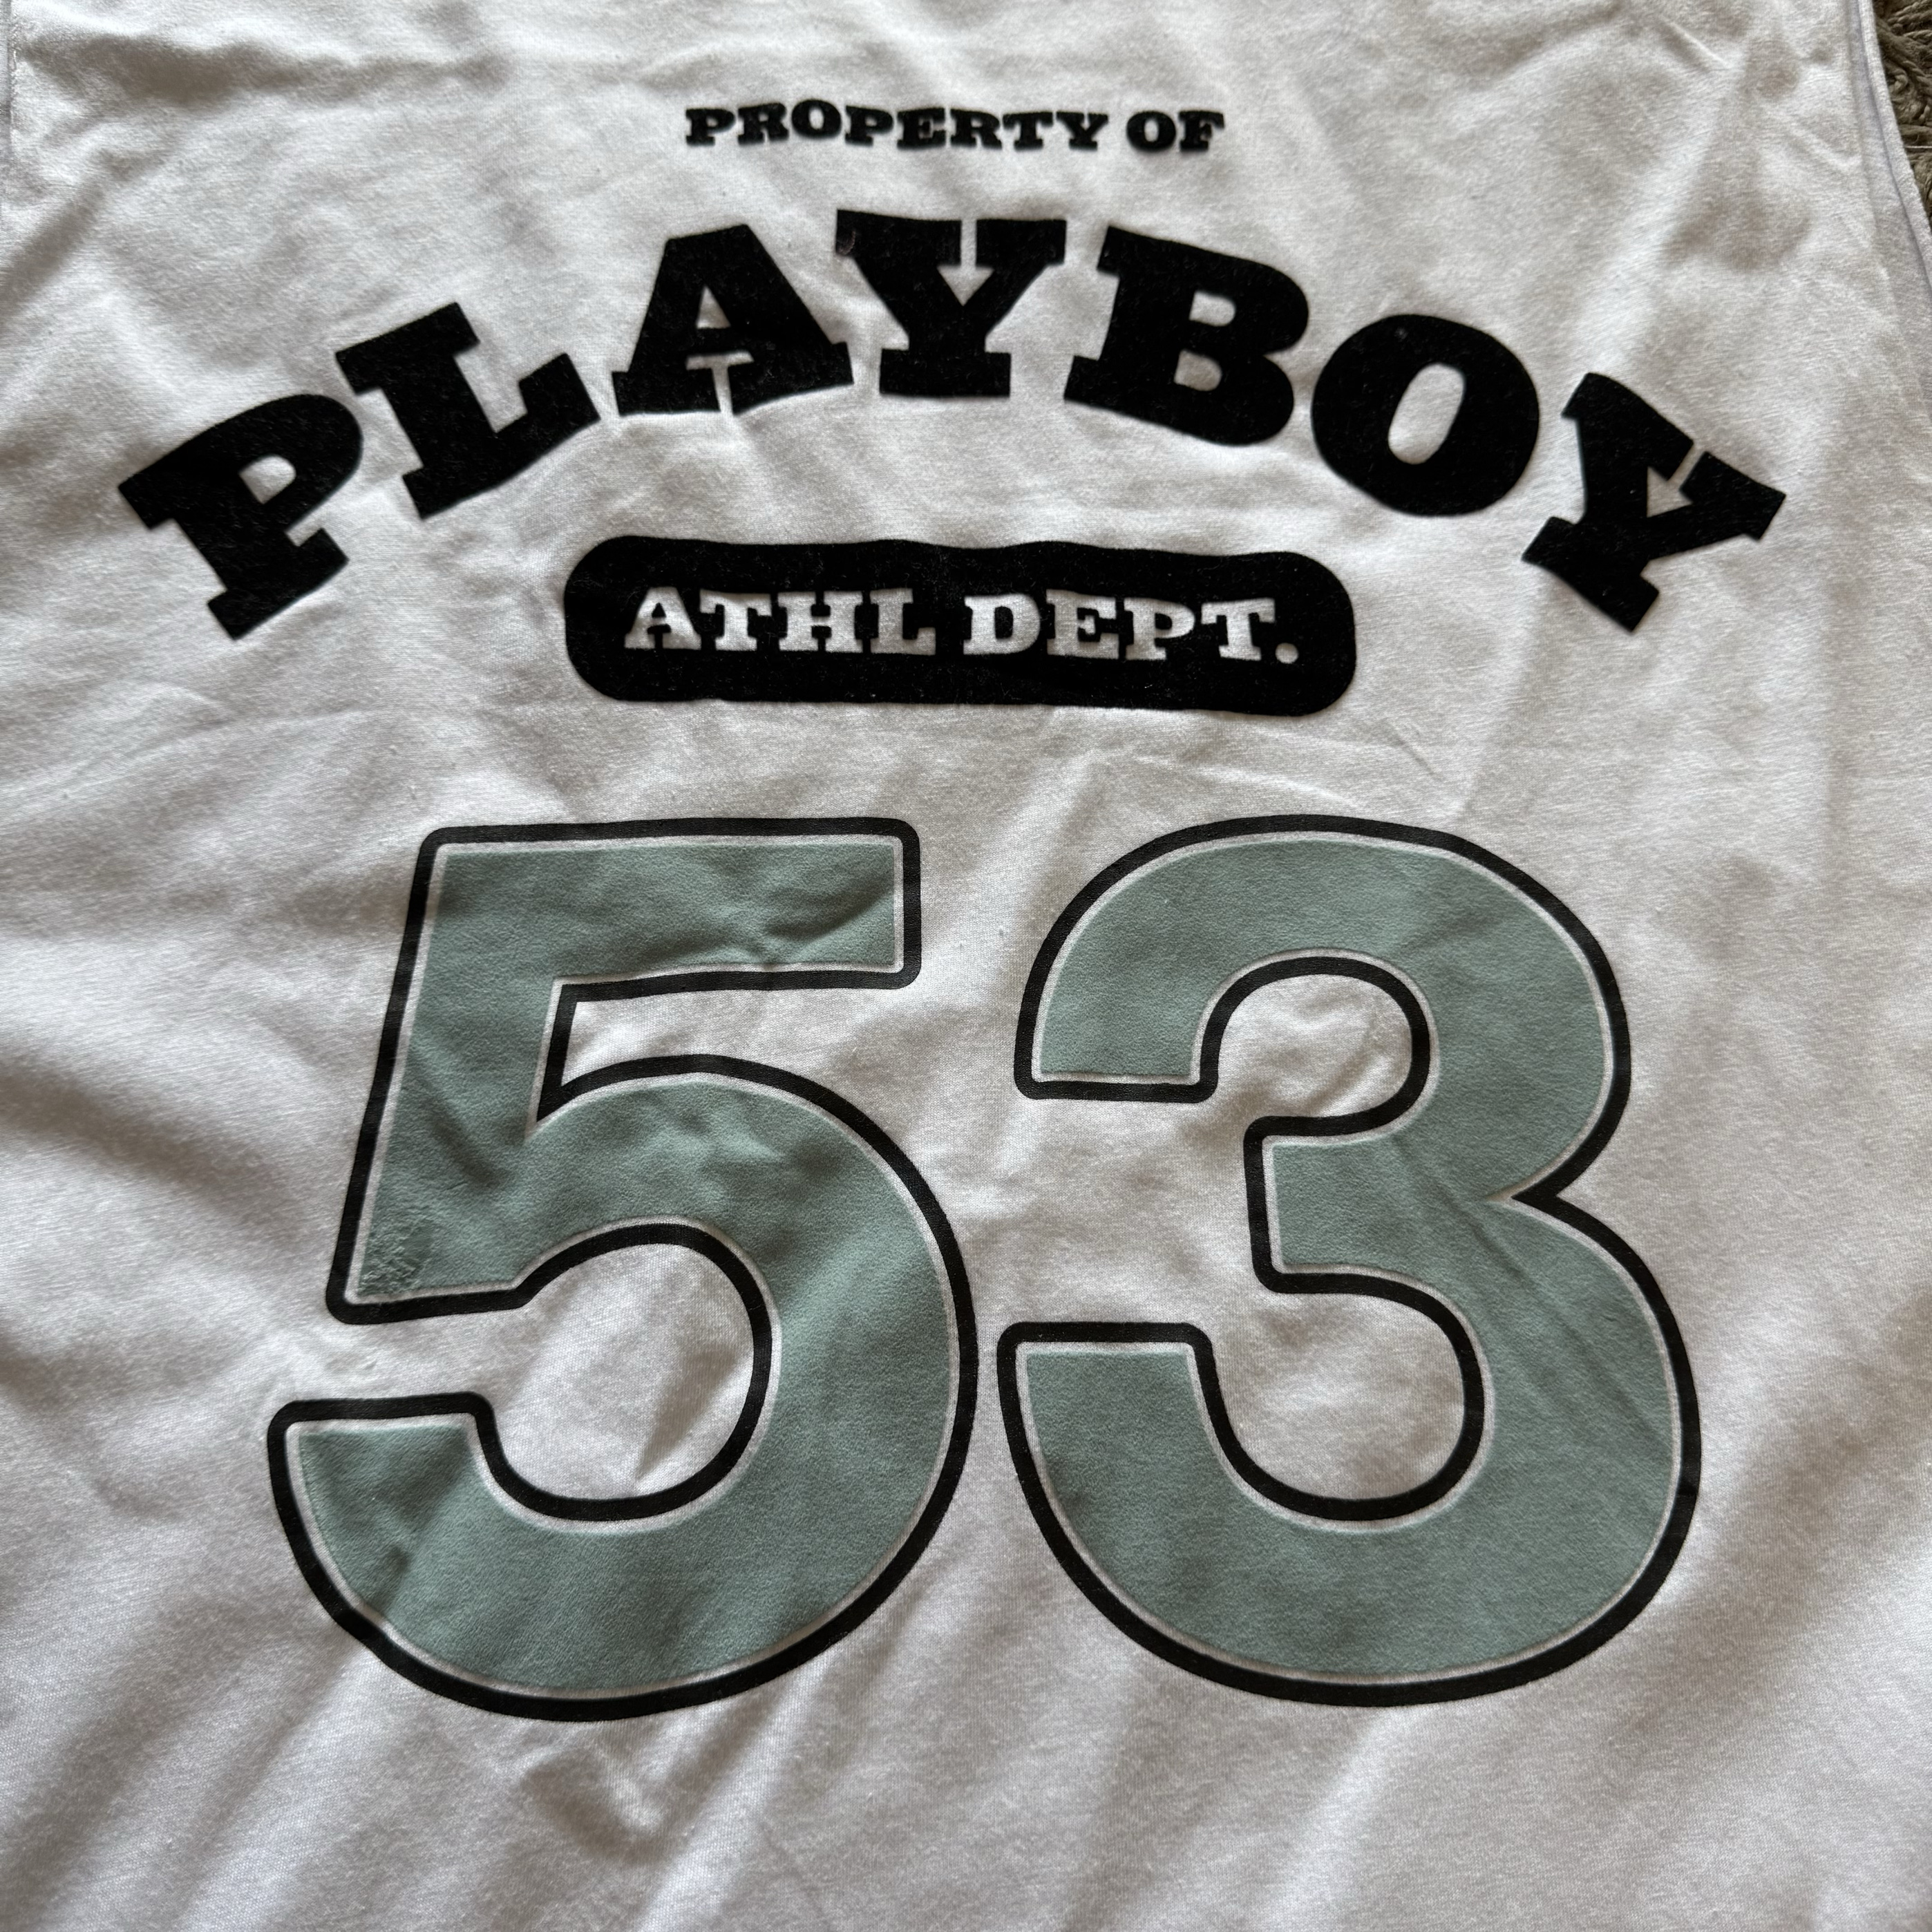 PROPERTY OF
PLAYBOY
ATHL DEPT.
53